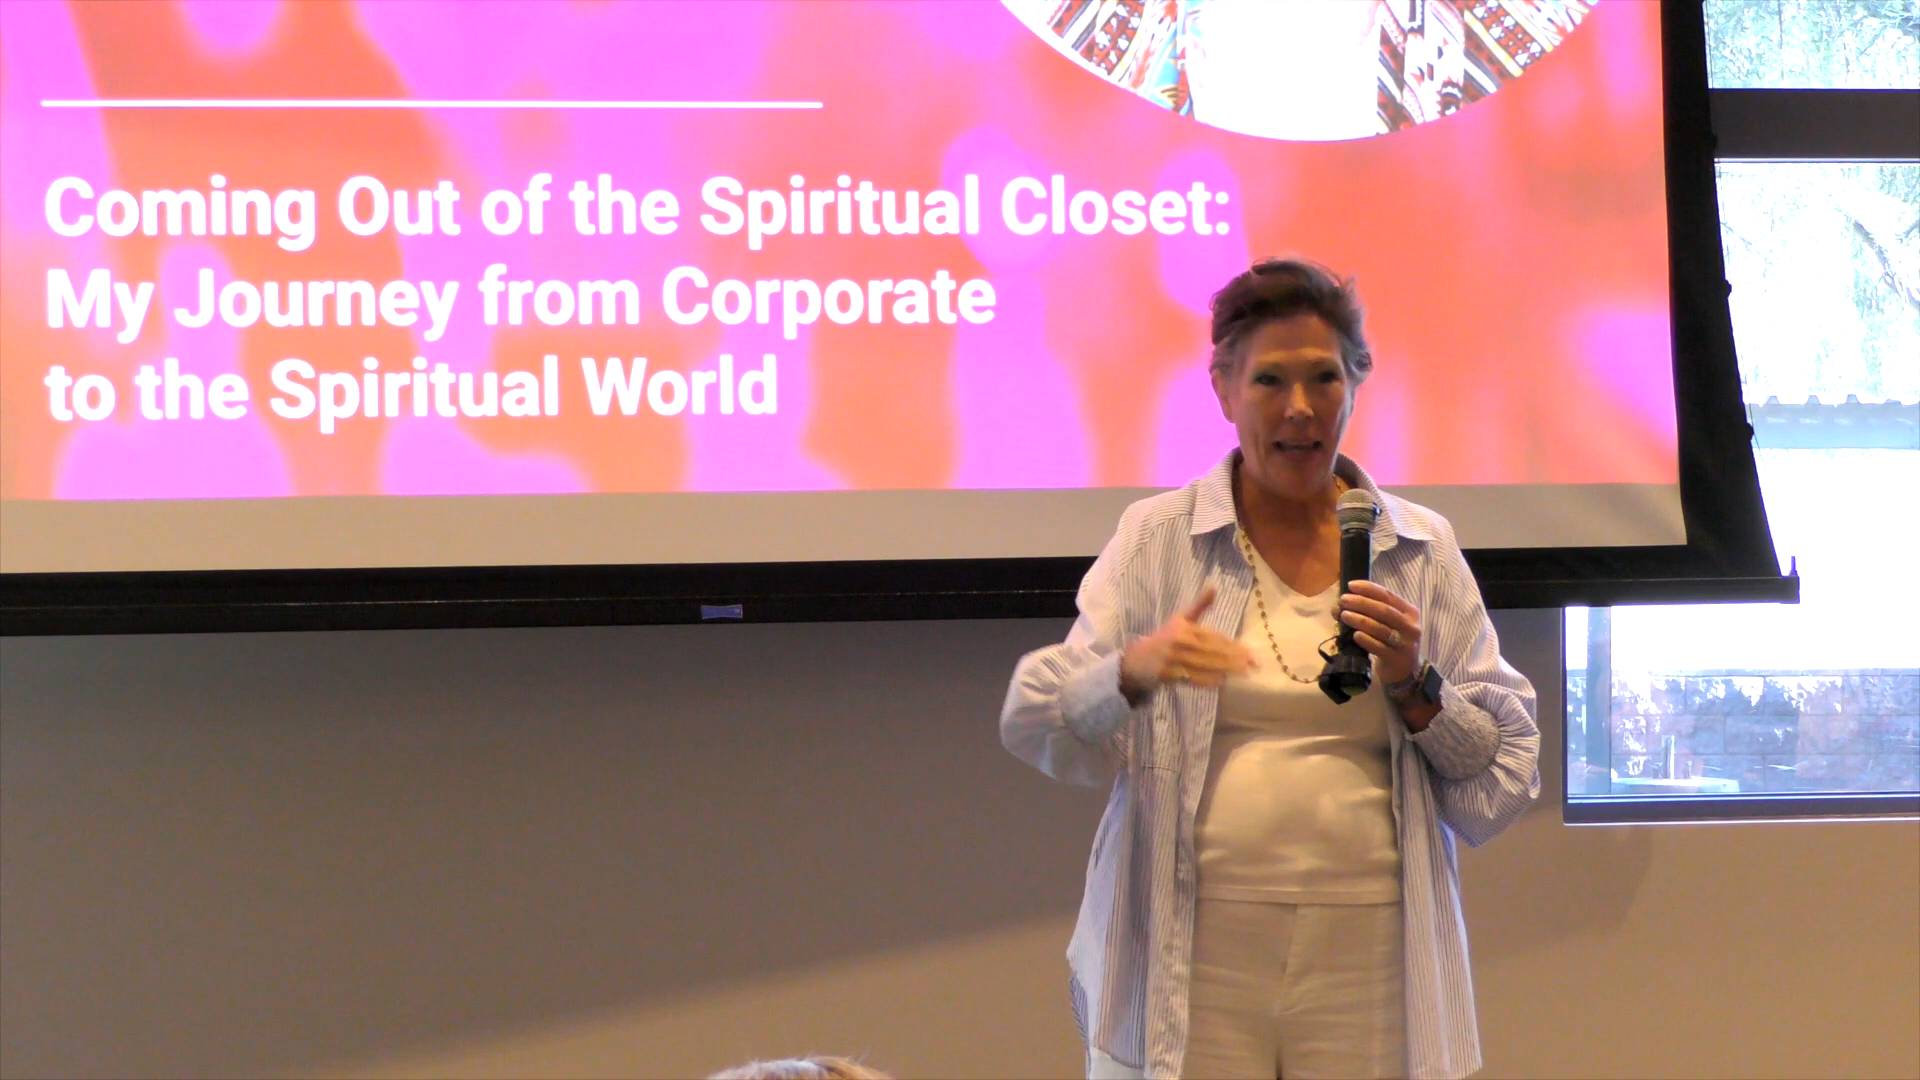 Coming Out of the Spiritual Closet:
My Journey from Corporate
to the Spiritual World